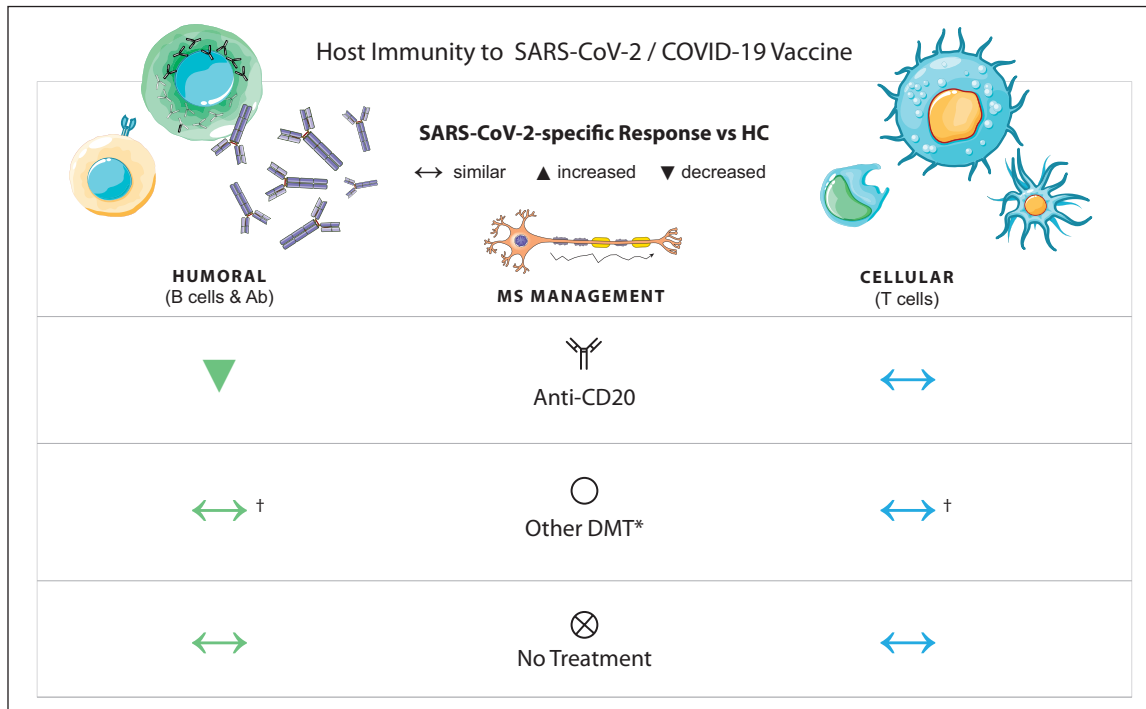 Host Immunity to SARS-CoV-2 / COVID-19 Vaccine
SARS-CoV-2-specific Response vs HC
↔ similar ▲ increased ▼ decreased
HUMORAL
(B cells & Ab)
MS MANAGEMENT
CELLULAR
(T cells)
Anti-CD20
†
Other DMT*
†
No Treatment